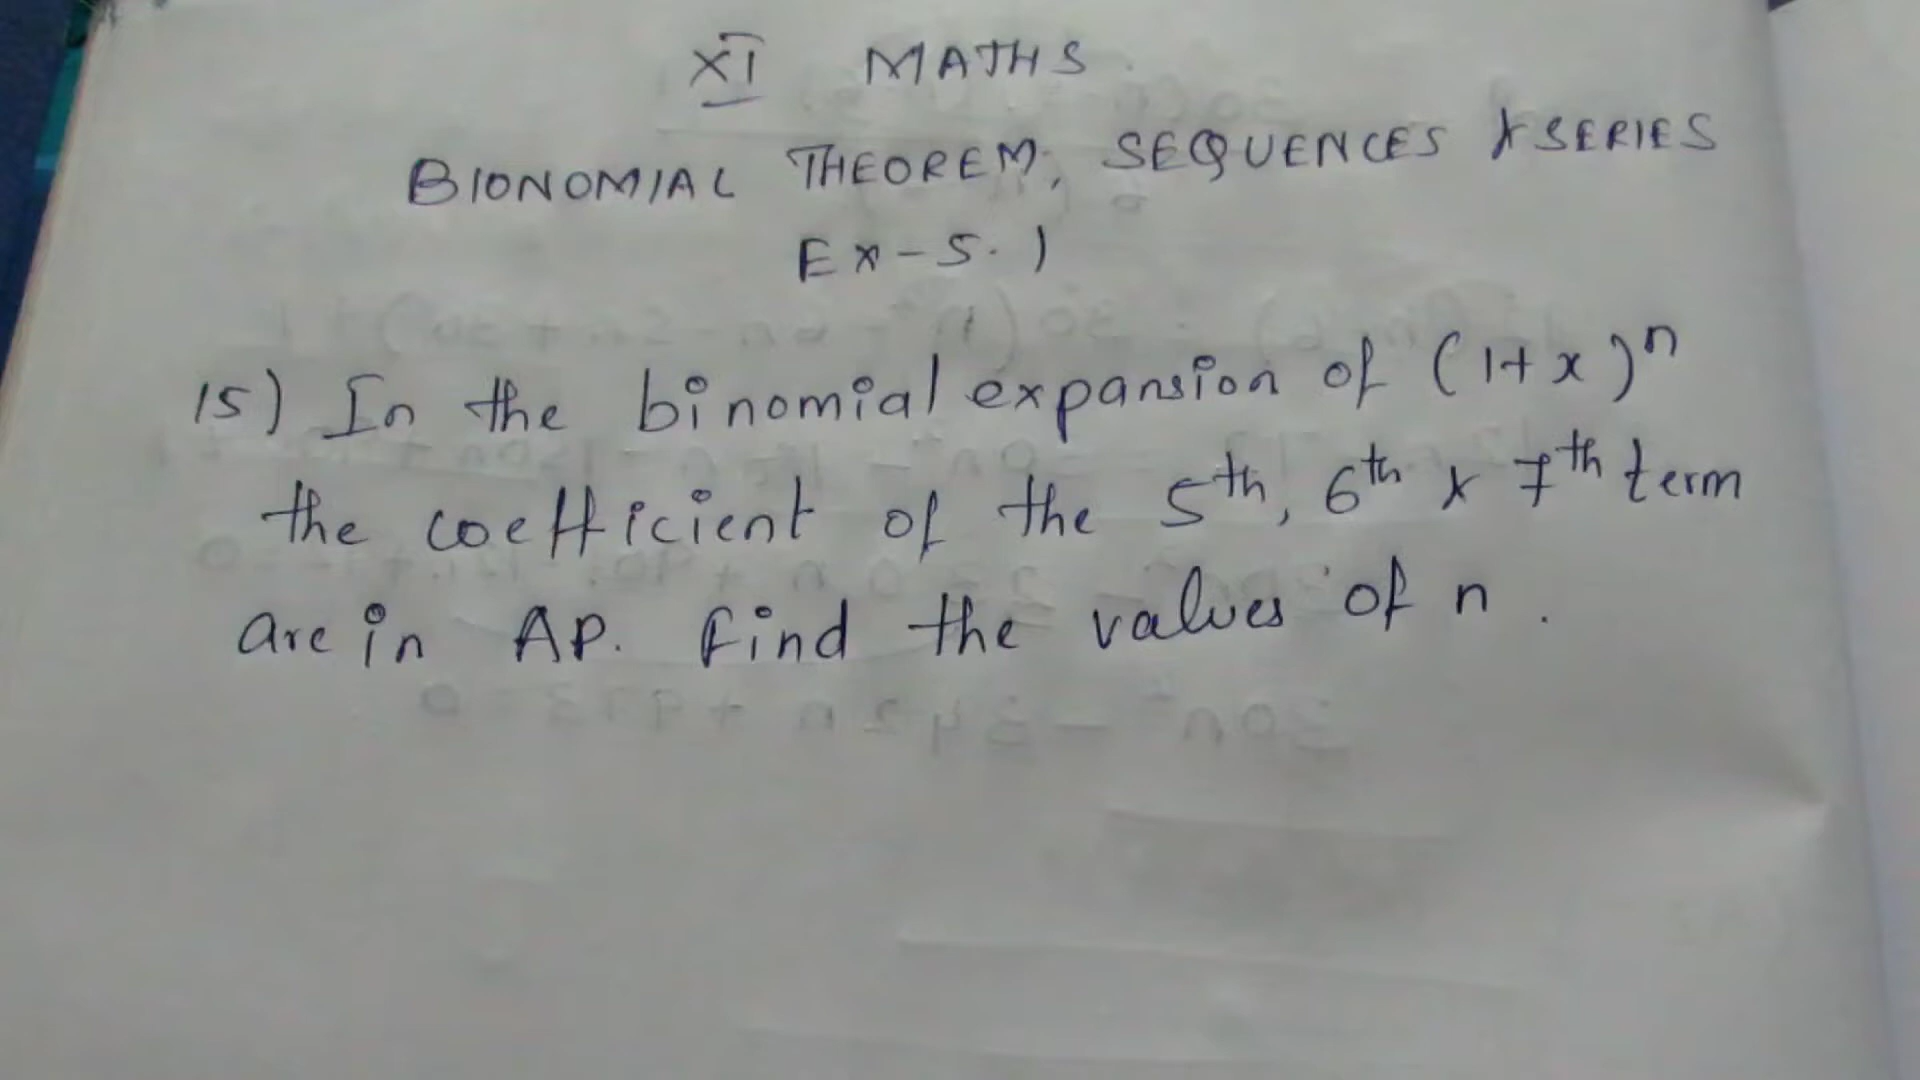 XI MATHS
BIONOMIAL THEOREM, SEQUENCES & SERIES
Ex-5.1
15) In the binomial expansion of (1+x)ⁿ
the coefficient of the 5th, 6th & 7th term
are in AP. find the values of n.